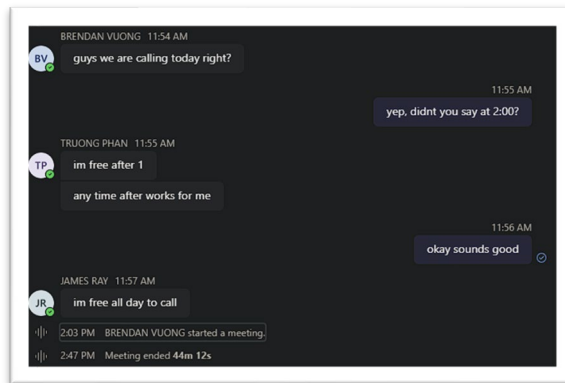 BRENDAN VUONG 11:54 AM
BV
guys we are calling today right?
11:55 AM
yep, didnt you say at 2:00?
TRUONG PHAN 11:55 AM
TP
im free after 1
any time after works for me
11:56 AM
okay sounds good
JAMES RAY 11:57 AM
JR
im free all day to call
2:03 PM BRENDAN VUONG started a meeting.
2:47 PM Meeting ended 44m 12s